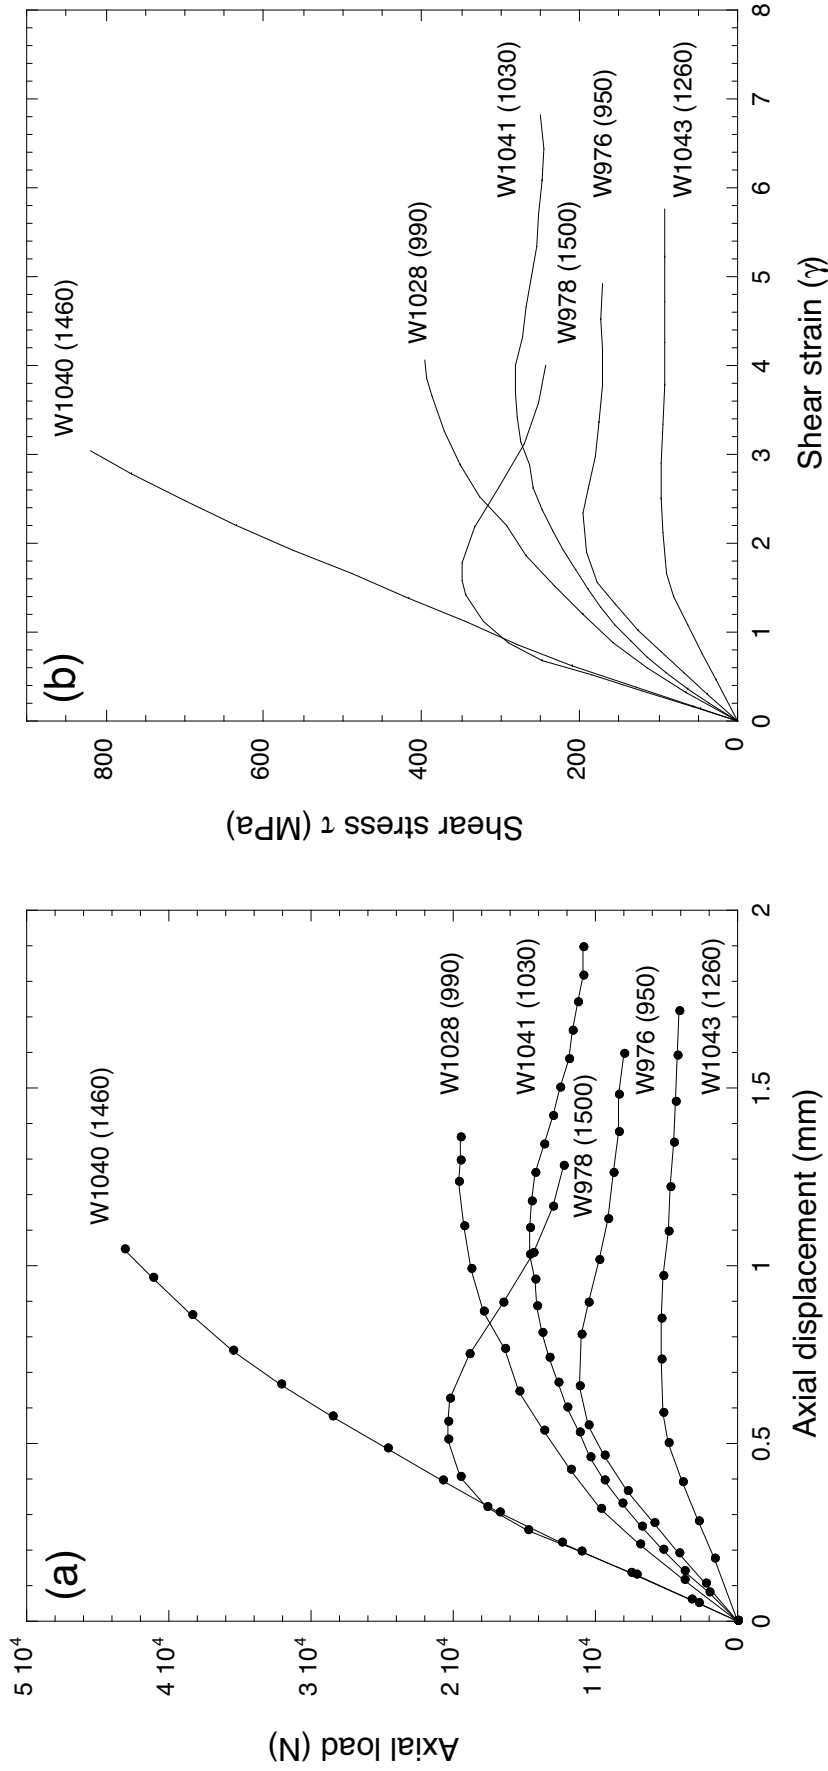 (a)
5 10⁴
4 10⁴
3 10⁴
2 10⁴
1 10⁴
0
Axial load (N)
0
0.5
1
1.5
2
Axial displacement (mm)
W1040 (1460)
W1028 (990)
W1041 (1030)
W978 (1500)
W976 (950)
W1043 (1260)
(b)
800
600
400
200
0
Shear stress τ (MPa)
0
1
2
3
4
5
6
7
8
Shear strain (γ)
W1040 (1460)
W1028 (990)
W1041 (1030)
W978 (1500)
W976 (950)
W1043 (1260)